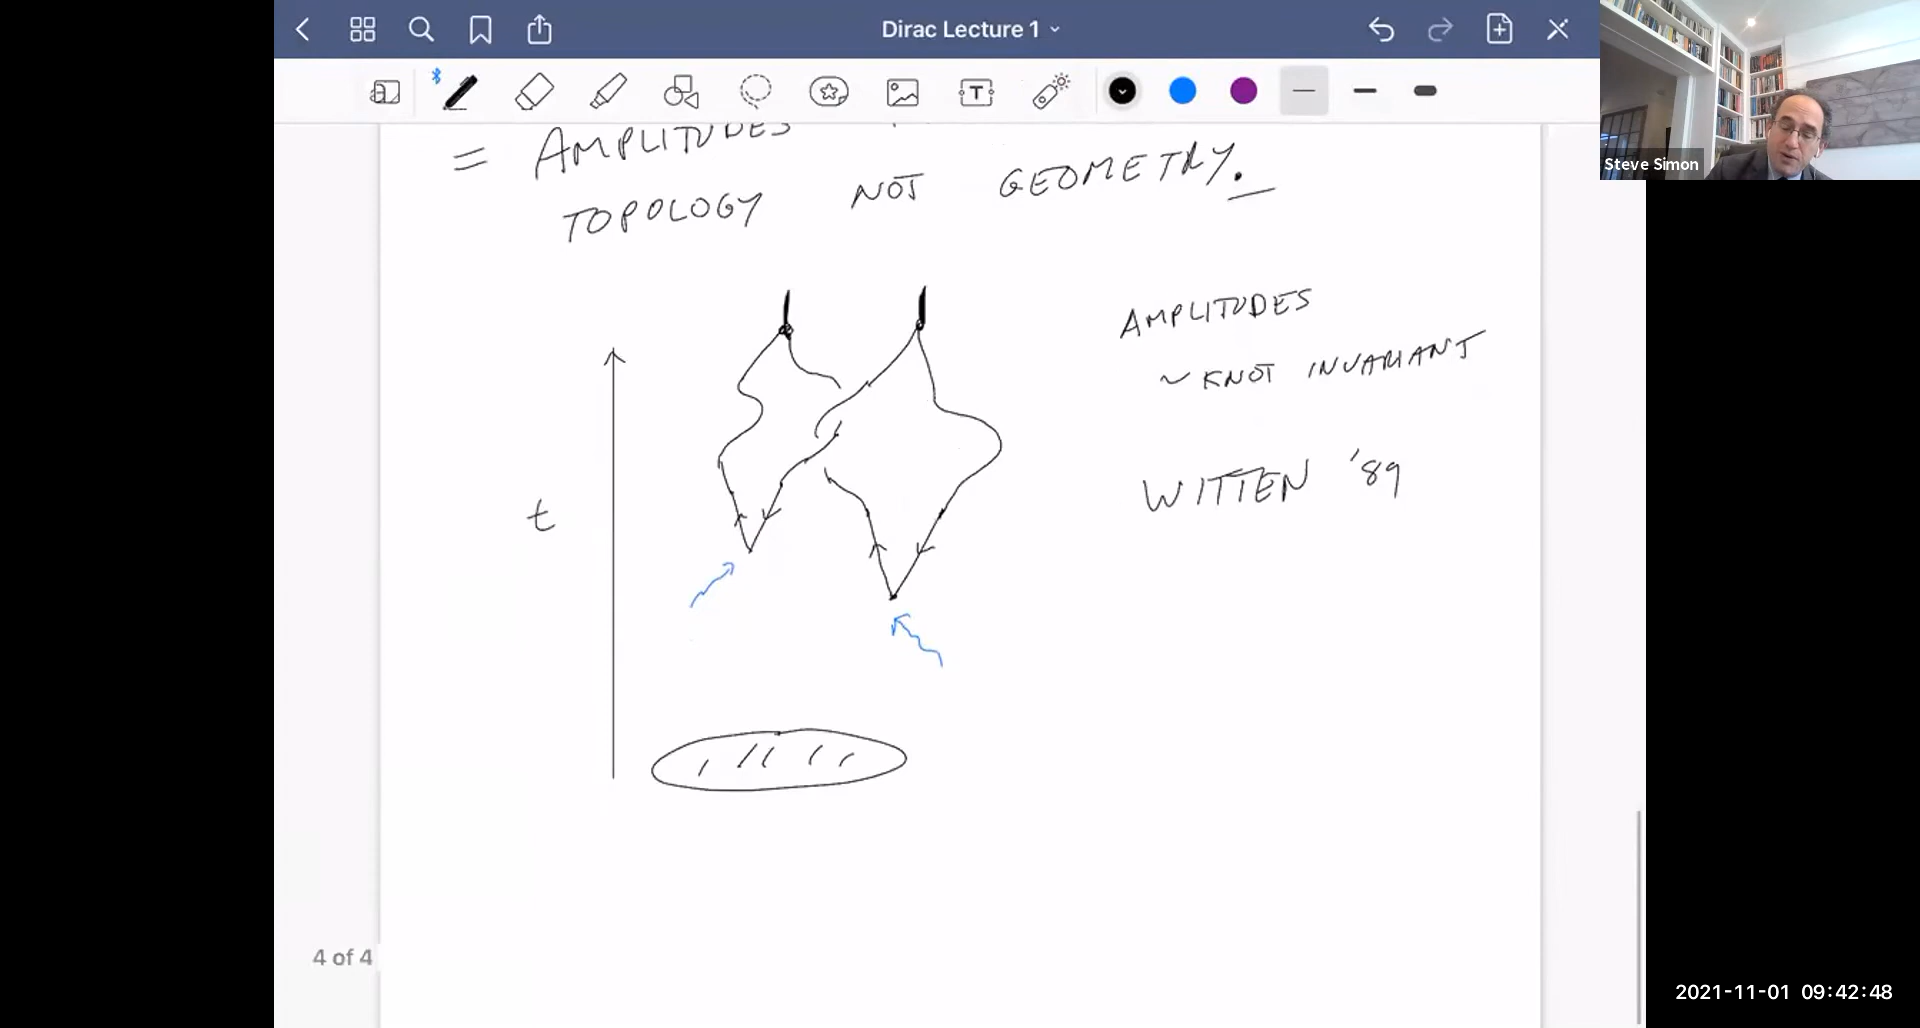 Dirac Lecture 1
T
Steve Simon
= AMPLITUDES
TOPOLOGY NOT GEOMETRY.
AMPLITUDES
~ KNOT INVARIANT
WITTEN '89
t
4 of 4
2021-11-01 09:42:48